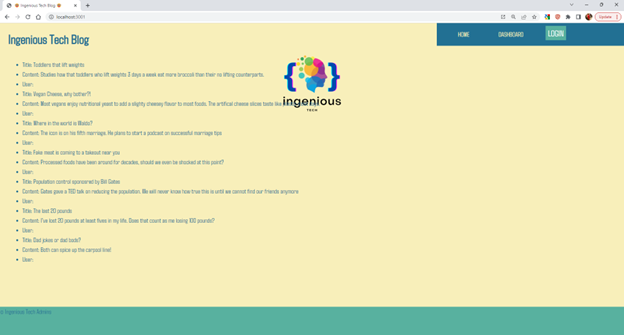 Ingenious Tech Blog
localhost:3001
Update
Ingenious Tech Blog
HOME
DASHBOARD
LOGIN
{ }
ingenious
TECH
Title: Toddlers that lift weights
Content: Studies how that toddlers who lift weights 3 days a week eat more broccoli than their no lifting counterparts.
User:
Title: Vegan Cheese, why bother?!
Content: Most vegans enjoy nutritional yeast to add a slightly cheesey flavor to most foods. The artifical cheese slices taste like
User:
Title: Where in the world is Waldo?
Content: The icon is on his fifth marriage. He plans to start a podcast on successful marriage tips
User:
Title: Fake meat is coming to a takeout near you
Content: Processed foods have been around for decades, should we even be shocked at this point?
User:
Title: Population control sponsored by Bill Gates
Content: Gates gave a TED talk on reducing the population. We will never know how true this is until we cannot find our friends anymore
User:
Title: The last 20 pounds
Content: I've lost 20 pounds at least fives in my life. Does that count as me losing 100 pounds?
User:
Title: Dad jokes or dad bods?
Content: Both can spice up the carpool line!
User:
Ingenious Tech